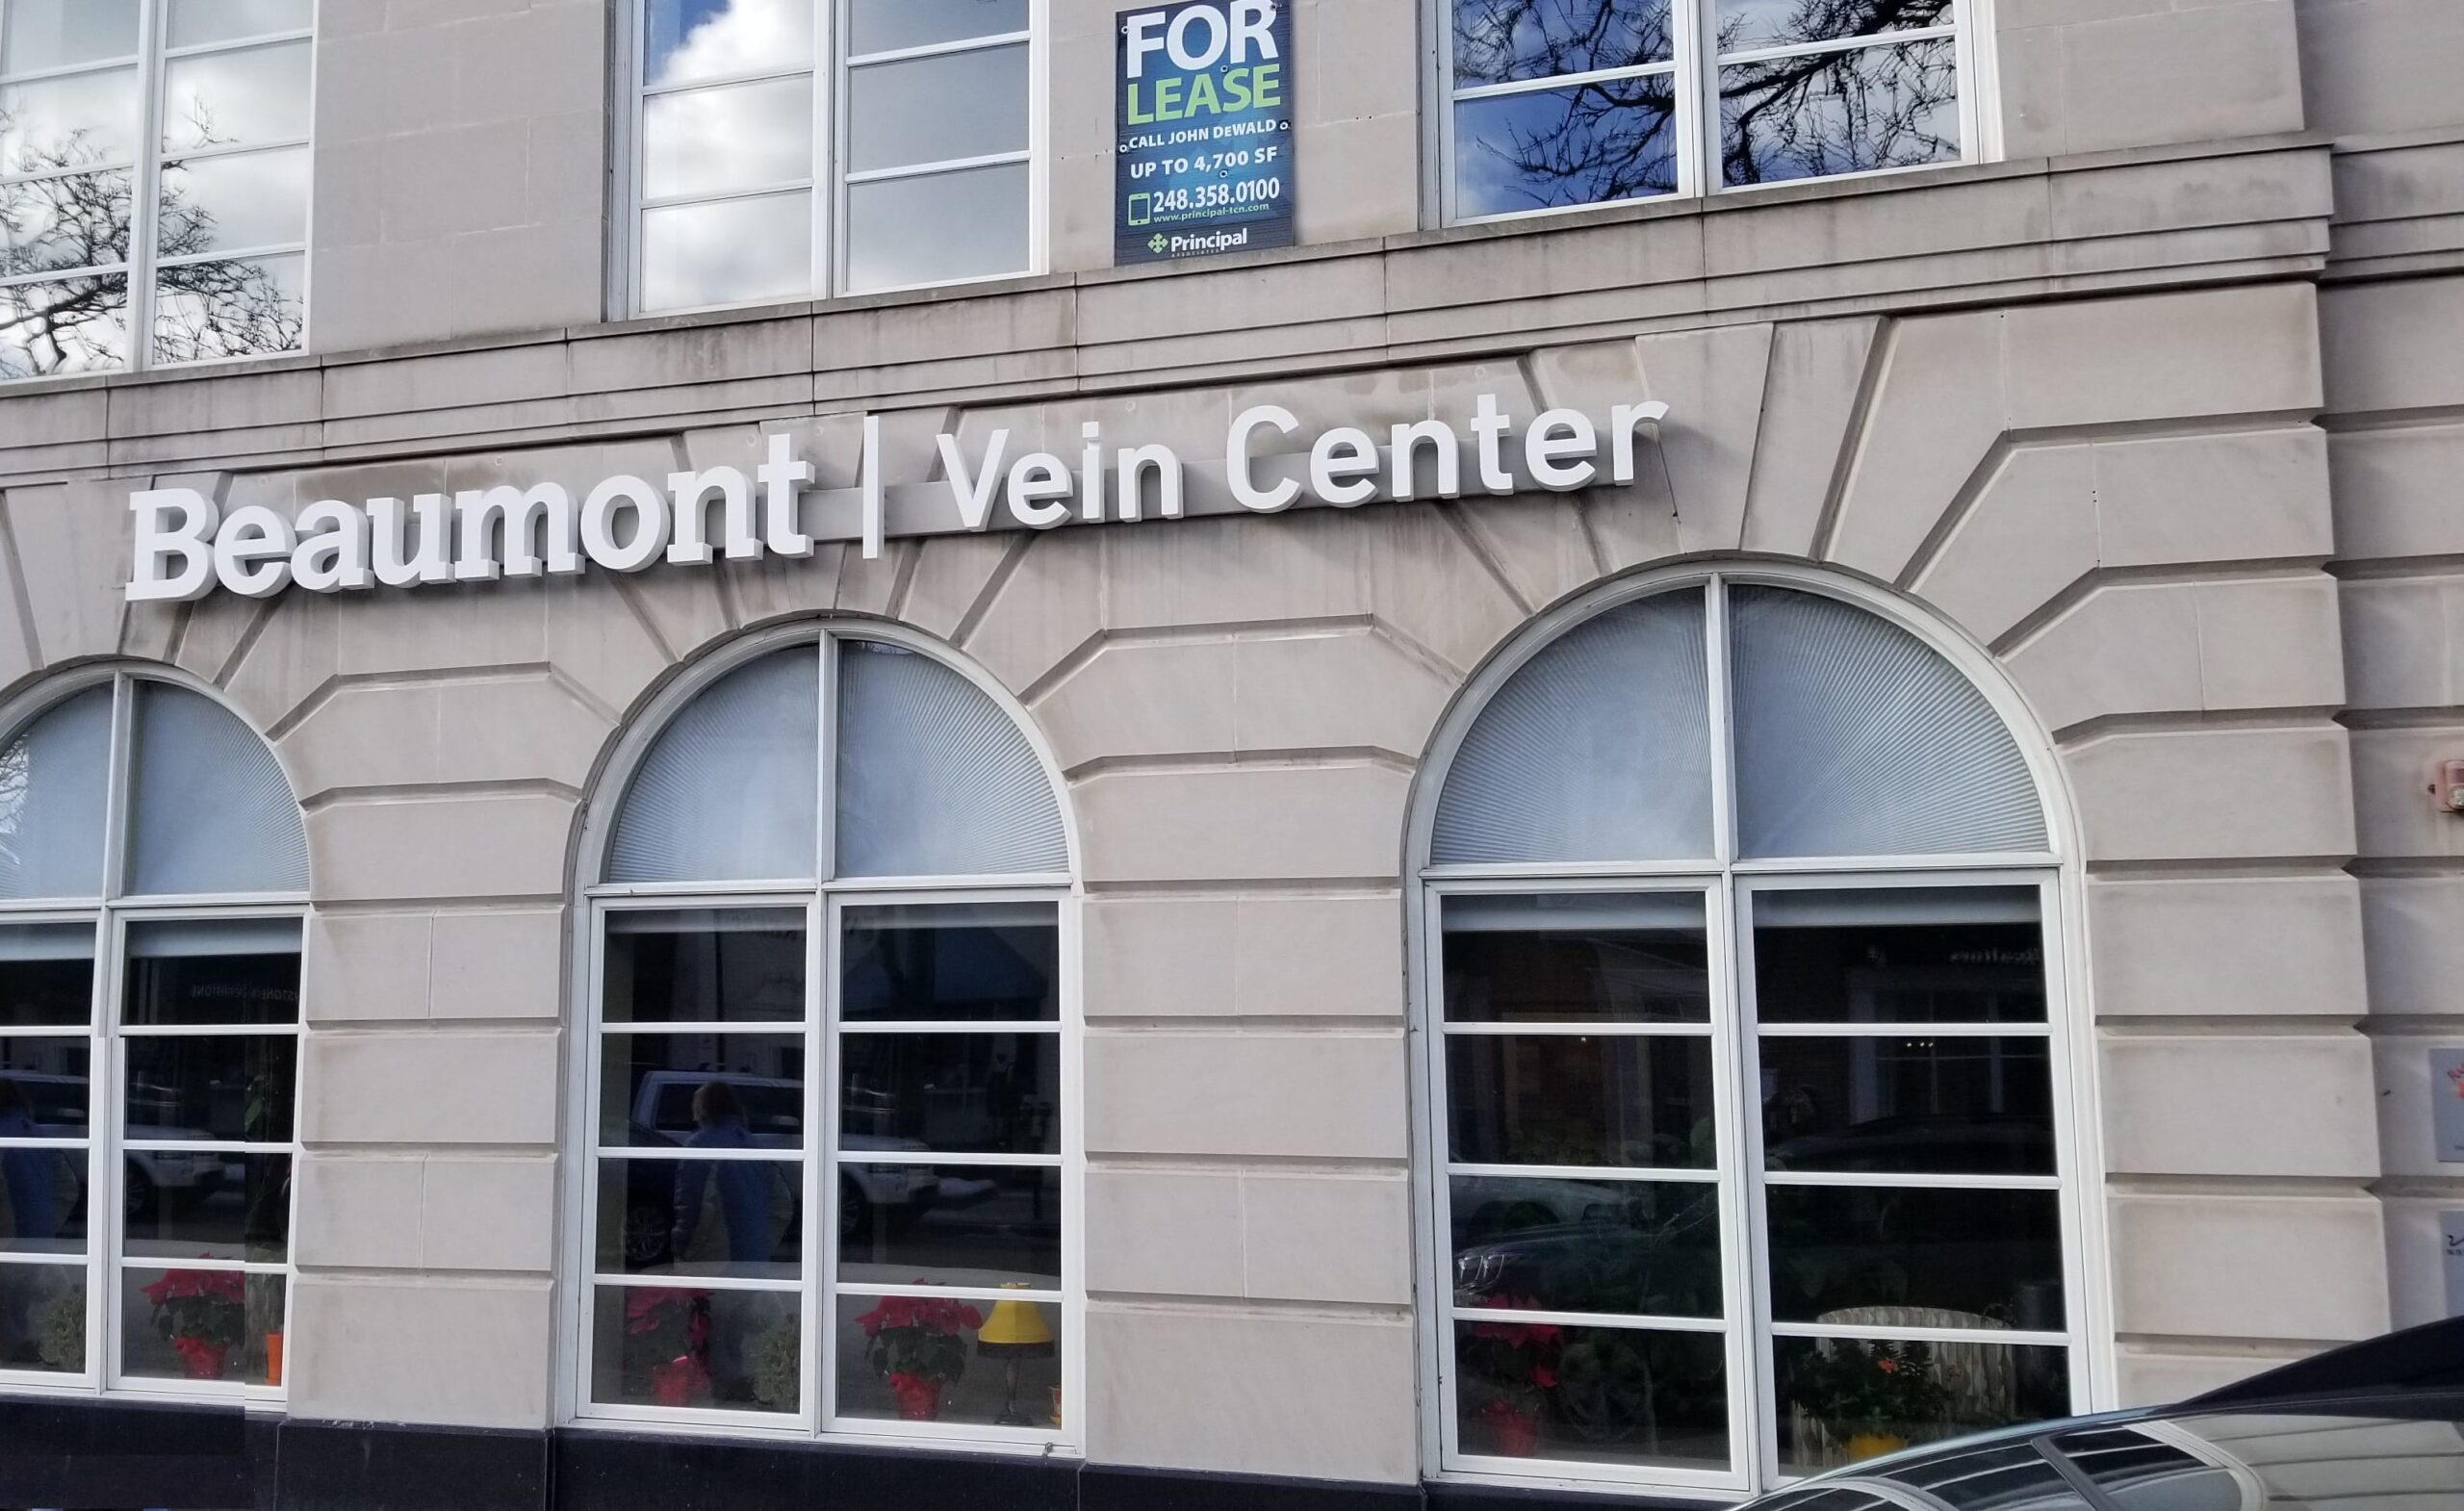 FOR
LEASE
CALL JOHN DeWALD
UP TO 4,700 SF
248.358.0100
www.principal-tcn.com
Principal
ASSOCIATES
Beaumont | Vein Center